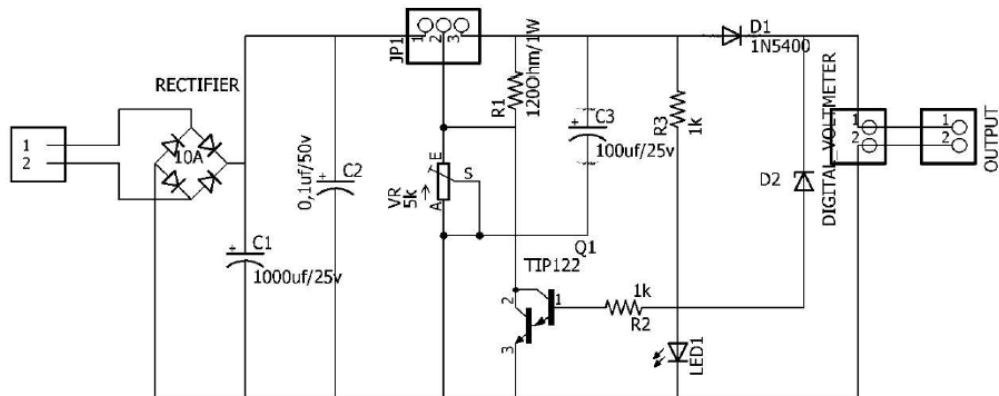 JP1
1 2 3
R1
120Ohm/1W
D1
1N5400
RECTIFIER
10A
1
2
0,1uf/50v
C2
C1
1000uf/25v
E
S
A
VR
5k
C3
100uf/25v
R3
1k
D2
DIGITAL_VOLTMETER
1
2
1
2
OUTPUT
Q1
TIP122
2
1
3
1k
R2
LED1
+
+
+